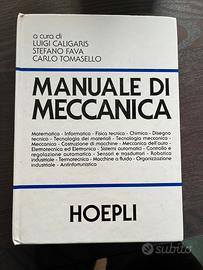 a cura di
LUIGI CALIGARIS
STEFANO FAVA
CARLO TOMASELLO
MANUALE DI
MECCANICA
Matematica - Informatica - Fisica tecnica - Chimica - Disegno
tecnico - Tecnologia dei materiali - Tecnologia meccanica -
Meccanica - Costruzione di macchine - Meccanica dell'auto -
Elettrotecnica ed Elettronica - Sistemi automatici - Controllo e
regolazione automatica - Sensori e trasduttori - Robotica
industriale - Termotecnica - Macchine a fluido - Organizzazione
industriale - Antinfortunistica
HOEPLI
subito